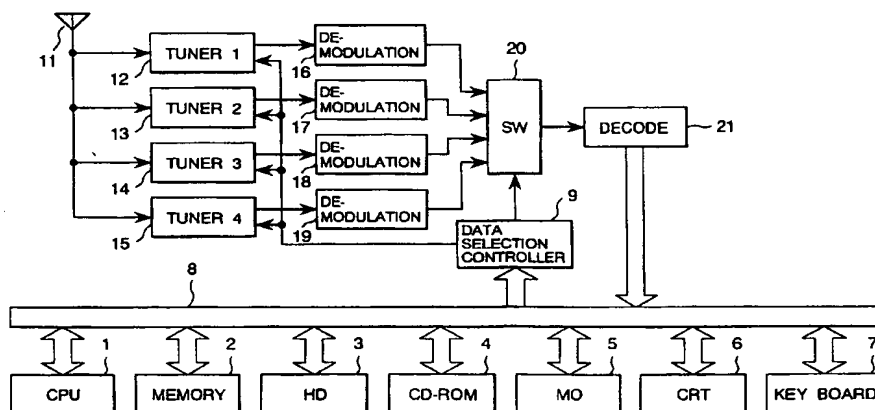 11
TUNER 1
12
DE-
MODULATION
16
20
TUNER 2
13
DE-
MODULATION
17
SW
DECODE
21
TUNER 3
14
DE-
MODULATION
18
TUNER 4
15
DE-
MODULATION
19
9
DATA
SELECTION
CONTROLLER
8
1
2
3
4
5
6
7
CPU
MEMORY
HD
CD-ROM
MO
CRT
KEY BOARD